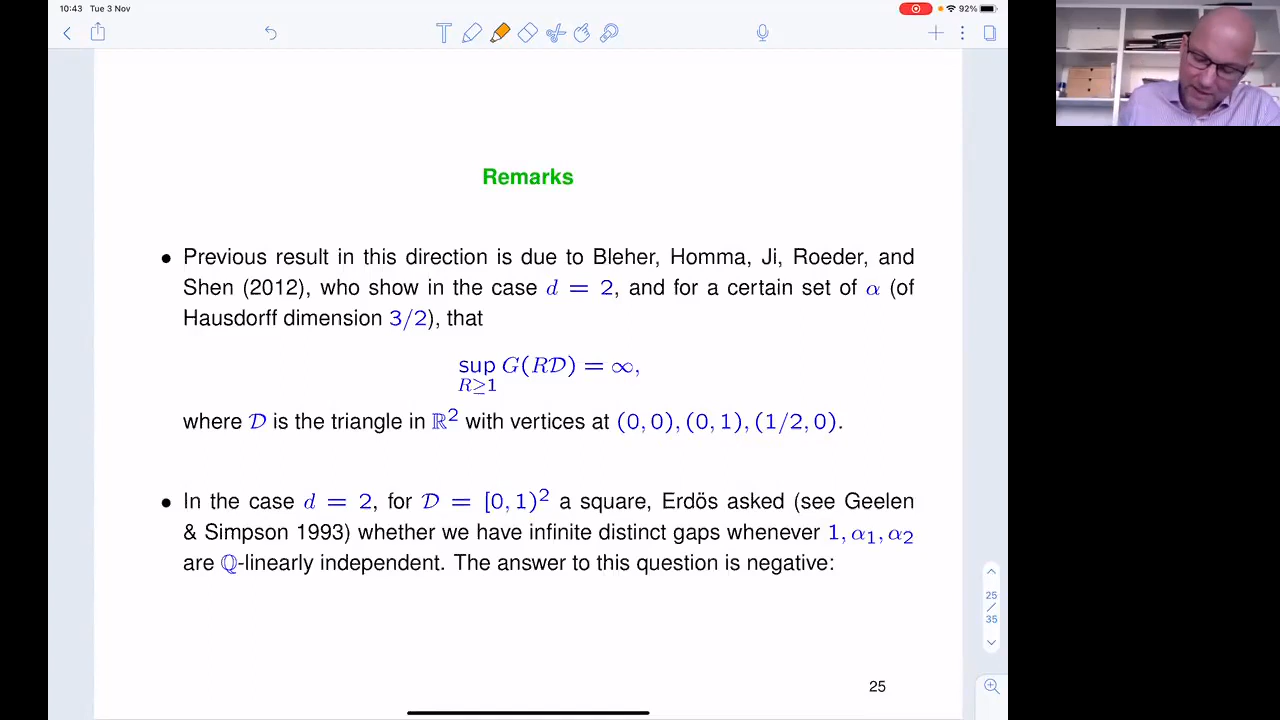 10:43 Tue 3 Nov
92%
Remarks
• Previous result in this direction is due to Bleher, Homma, Ji, Roeder, and
Shen (2012), who show in the case d = 2, and for a certain set of α (of
Hausdorff dimension 3/2), that
sup G(RD) = ∞,
R≥1
where D is the triangle in ℝ² with vertices at (0, 0), (0, 1), (1/2, 0).
• In the case d = 2, for D = [0, 1)² a square, Erdös asked (see Geelen
& Simpson 1993) whether we have infinite distinct gaps whenever 1, α₁, α₂
are ℚ-linearly independent. The answer to this question is negative:
25
/
35
25